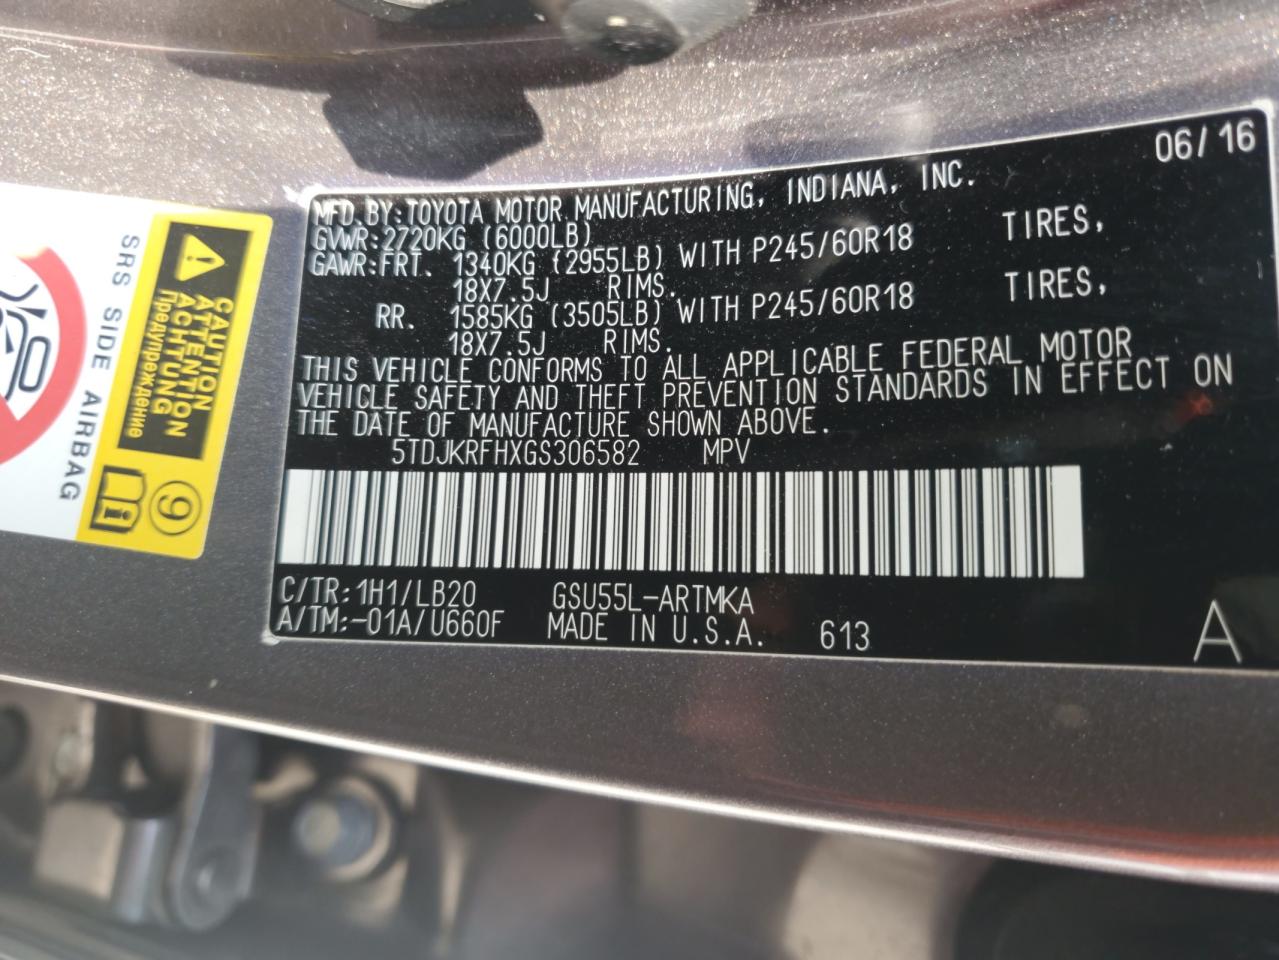 06/16
MFD.BY:TOYOTA MOTOR MANUFACTURING, INDIANA, INC.
GVWR:2720KG (6000LB)
GAWR:FRT. 1340KG (2955LB) WITH P245/60R18 TIRES,
18X7.5J RIMS.
RR. 1585KG (3505LB) WITH P245/60R18 TIRES,
18X7.5J RIMS.
THIS VEHICLE CONFORMS TO ALL APPLICABLE FEDERAL MOTOR
VEHICLE SAFETY AND THEFT PREVENTION STANDARDS IN EFFECT ON
THE DATE OF MANUFACTURE SHOWN ABOVE.
5TDJKRFHXGS306582 MPV
C/TR:1H1/LB20 GSU55L-ARTMKA
A/TM:-01A/U660F MADE IN U.S.A. 613
A
CAUTION
ATTENTION
ACHTUNG
Предупреждение
SRS SIDE AIRBAG
9
i